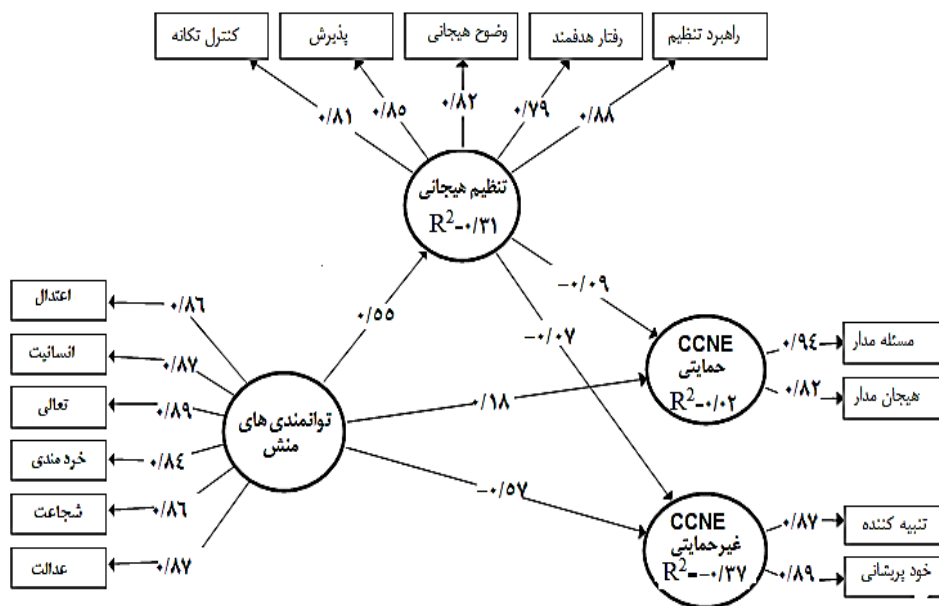 کنترل تکانه
پذیرش
وضوح هیجانی
رفتار هدفمند
راهبرد تنظیم
۰/۸۱
۰/۸۵
۰/۸۲
۰/۷۹
۰/۸۸
تنظیم هیجانی
R²-۰/۳۱
۰/۵۵
-۰/۰۹
-۰/۰۷
اعتدال
انسانیت
تعالی
خرد مندی
شجاعت
عدالت
۰/۸۶
۰/۸۷
۰/۸۹
۰/۸٤
۰/۸۶
۰/۸۷
توانمندی های
منش
۰/۱۸
-۰/۵۷
CCNE
حمایتی
R²-۰/۰۲
۰/۹٤
۰/۸۲
مسئله مدار
هیجان مدار
CCNE
غیرحمایتی
R²=-۰/۳۷
۰/۸۷
۰/۸۹
تنبیه کننده
خود پریشانی